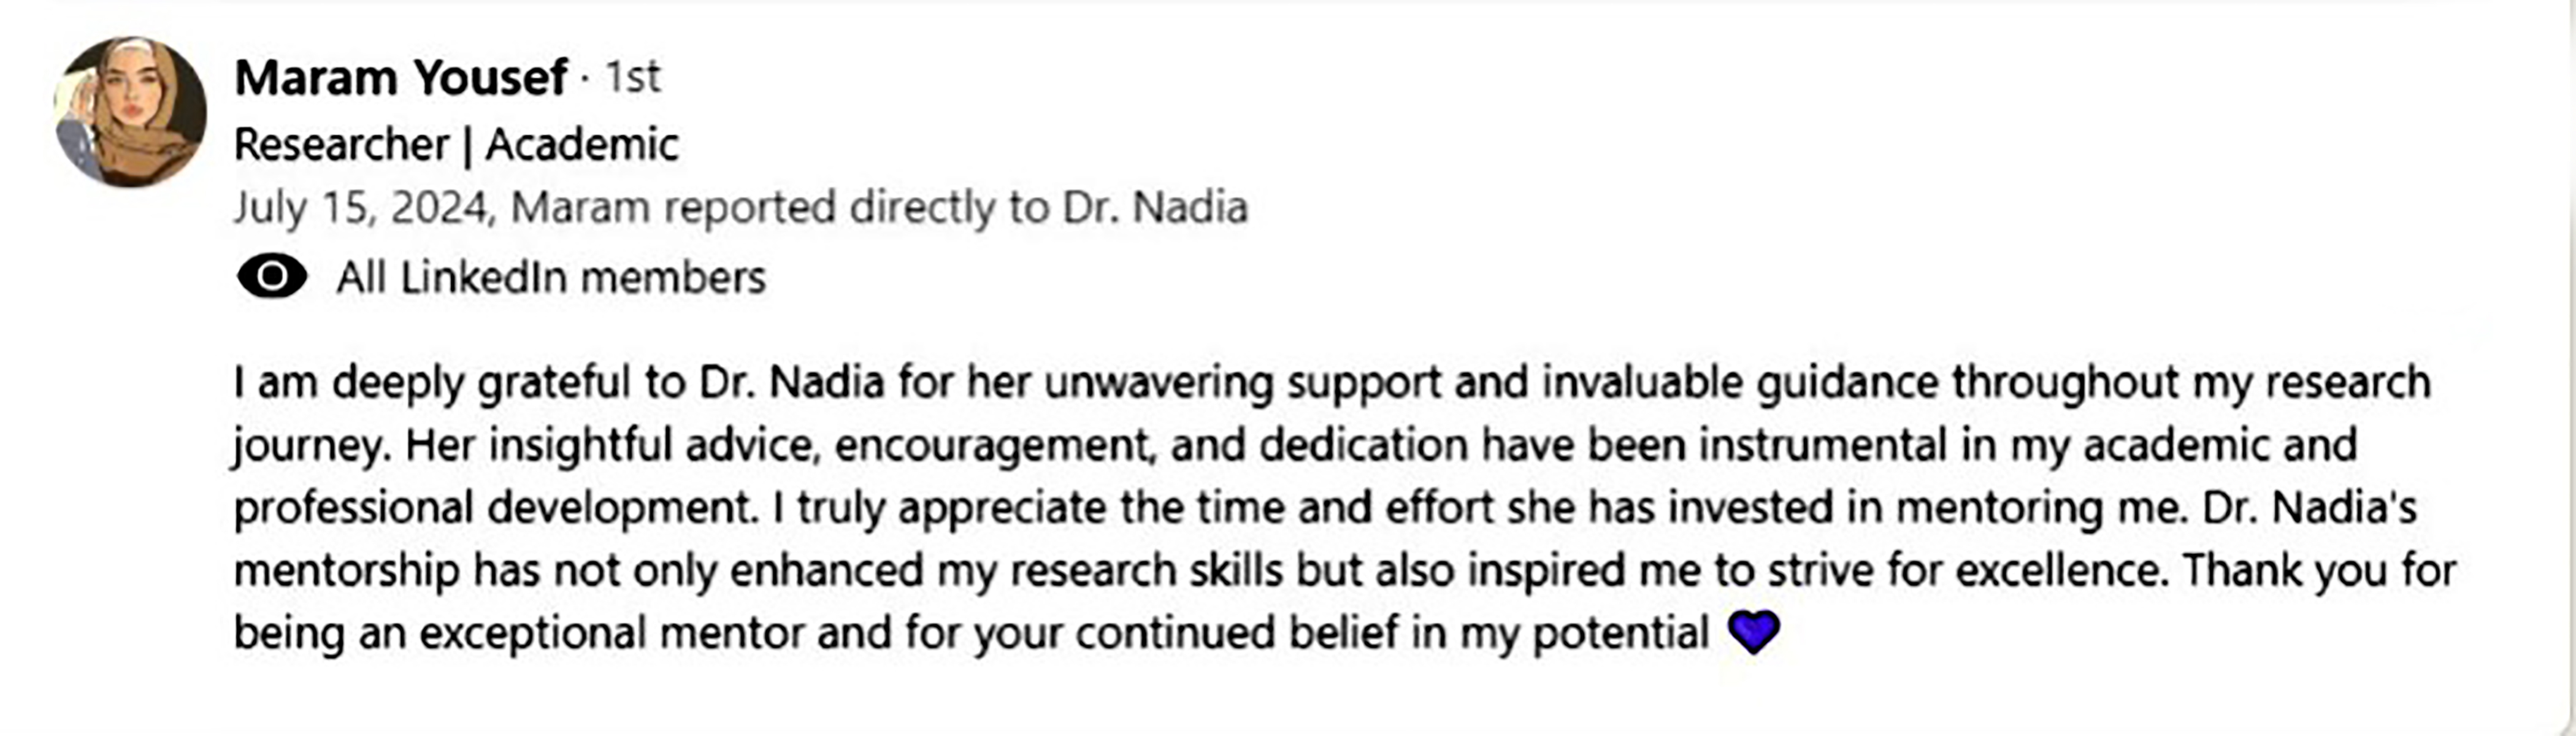 Maram Yousef · 1st
Researcher | Academic
July 15, 2024, Maram reported directly to Dr. Nadia
All LinkedIn members
I am deeply grateful to Dr. Nadia for her unwavering support and invaluable guidance throughout my research
journey. Her insightful advice, encouragement, and dedication have been instrumental in my academic and
professional development. I truly appreciate the time and effort she has invested in mentoring me. Dr. Nadia's
mentorship has not only enhanced my research skills but also inspired me to strive for excellence. Thank you for
being an exceptional mentor and for your continued belief in my potential 💙